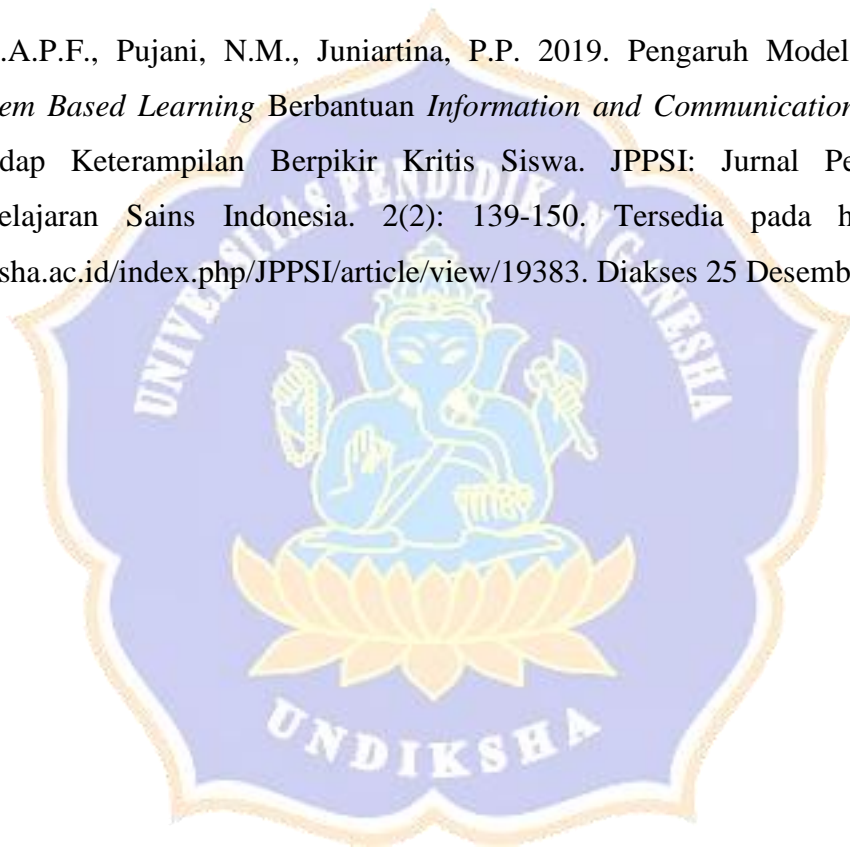 .A.P.F., Pujani, N.M., Juniartina, P.P. 2019. Pengaruh Model
em Based Learning Berbantuan Information and Communication
dap Keterampilan Berpikir Kritis Siswa. JPPSI: Jurnal Pe
elajaran Sains Indonesia. 2(2): 139-150. Tersedia pada h
sha.ac.id/index.php/JPPSI/article/view/19383. Diakses 25 Desemb
UNIVERSITAS PENDIDIKAN GANESHA
UNDIKSHA